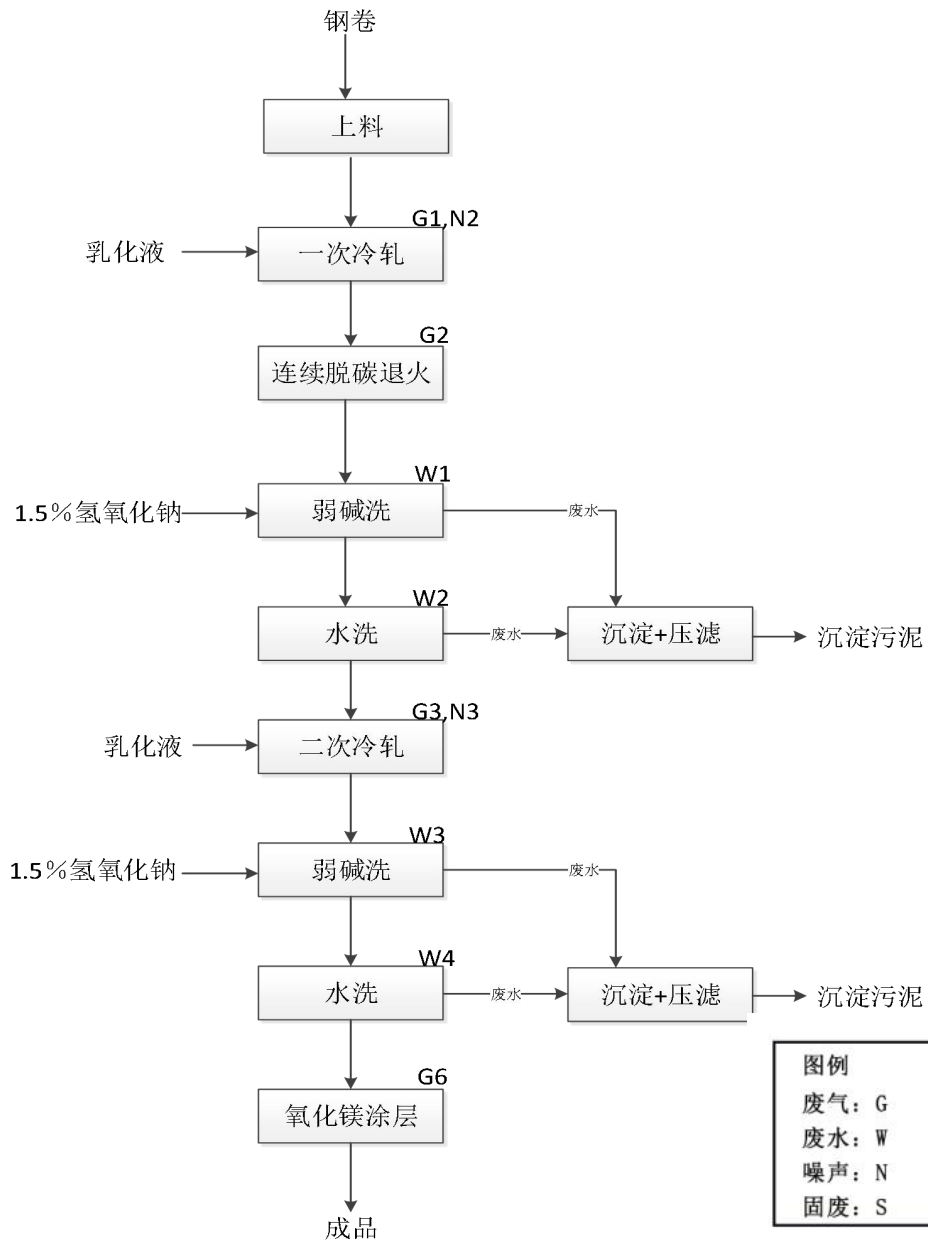 钢卷
上料
G1,N2
乳化液
一次冷轧
G2
连续脱碳退火
W1
1.5%氢氧化钠
弱碱洗
废水
W2
水洗
废水
沉淀+压滤
沉淀污泥
G3,N3
乳化液
二次冷轧
W3
1.5%氢氧化钠
弱碱洗
废水
W4
水洗
废水
沉淀+压滤
沉淀污泥
G6
氧化镁涂层
成品
图例
废气: G
废水: W
噪声: N
固废: S